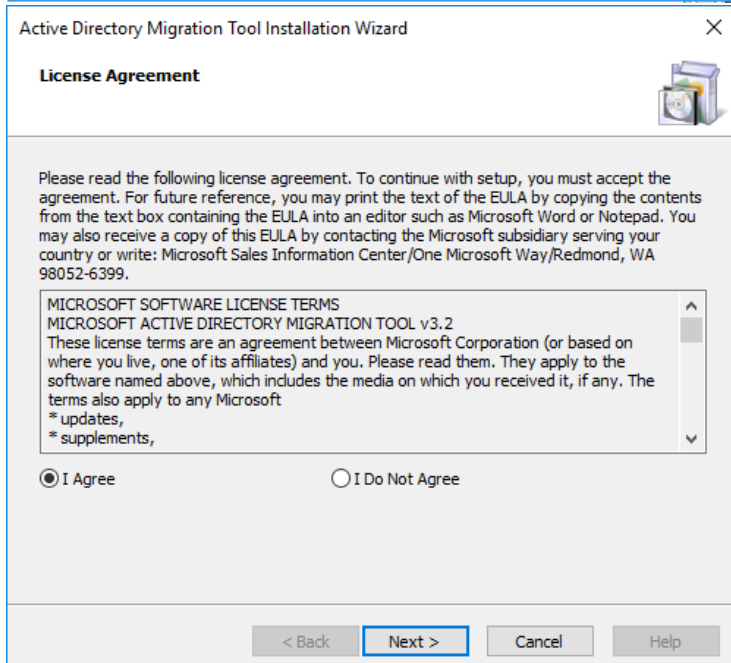 Active Directory Migration Tool Installation Wizard
License Agreement
Please read the following license agreement. To continue with setup, you must accept the
agreement. For future reference, you may print the text of the EULA by copying the contents
from the text box containing the EULA into an editor such as Microsoft Word or Notepad. You
may also receive a copy of this EULA by contacting the Microsoft subsidiary serving your
country or write: Microsoft Sales Information Center/One Microsoft Way/Redmond, WA
98052-6399.
MICROSOFT SOFTWARE LICENSE TERMS
MICROSOFT ACTIVE DIRECTORY MIGRATION TOOL v3.2
These license terms are an agreement between Microsoft Corporation (or based on
where you live, one of its affiliates) and you. Please read them. They apply to the
software named above, which includes the media on which you received it, if any. The
terms also apply to any Microsoft
* updates,
* supplements,
I Agree I Do Not Agree
< Back Next > Cancel Help